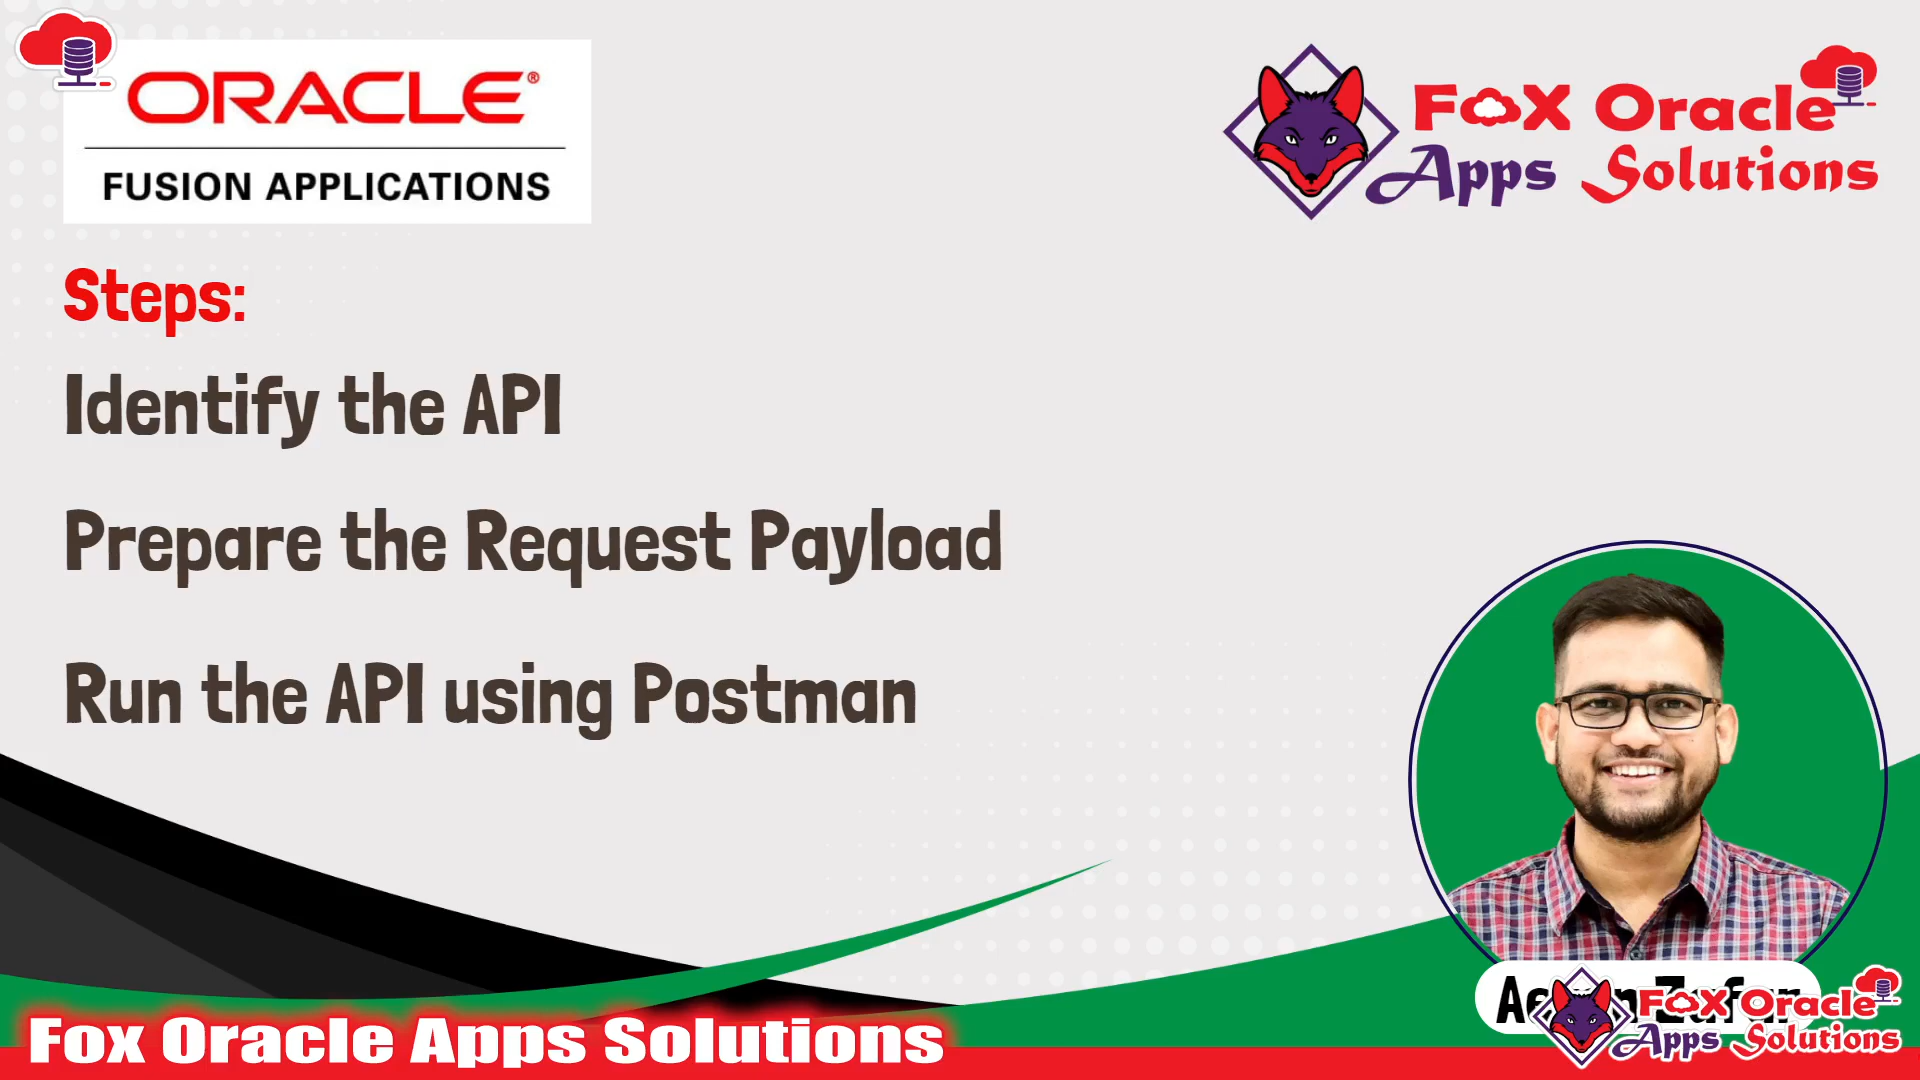 ORACLE®
FUSION APPLICATIONS
FoX Oracle
Apps Solutions
Steps:
Identify the API
Prepare the Request Payload
Run the API using Postman
FoX Oracle
Apps Solutions
Fox Oracle Apps Solutions